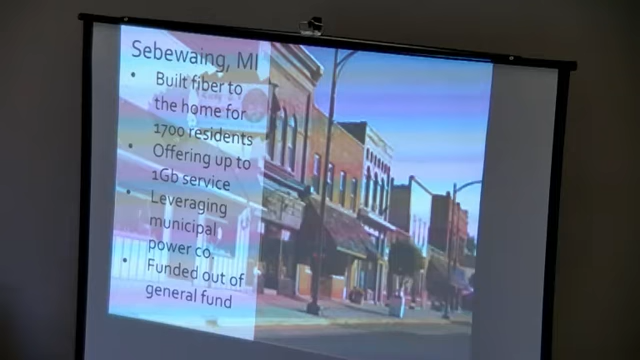 Sebewaing, MI
• Built fiber to
the home for
1700 residents
• Offering up to
1Gb service
• Leveraging
municipal
power co.
• Funded out of
general fund